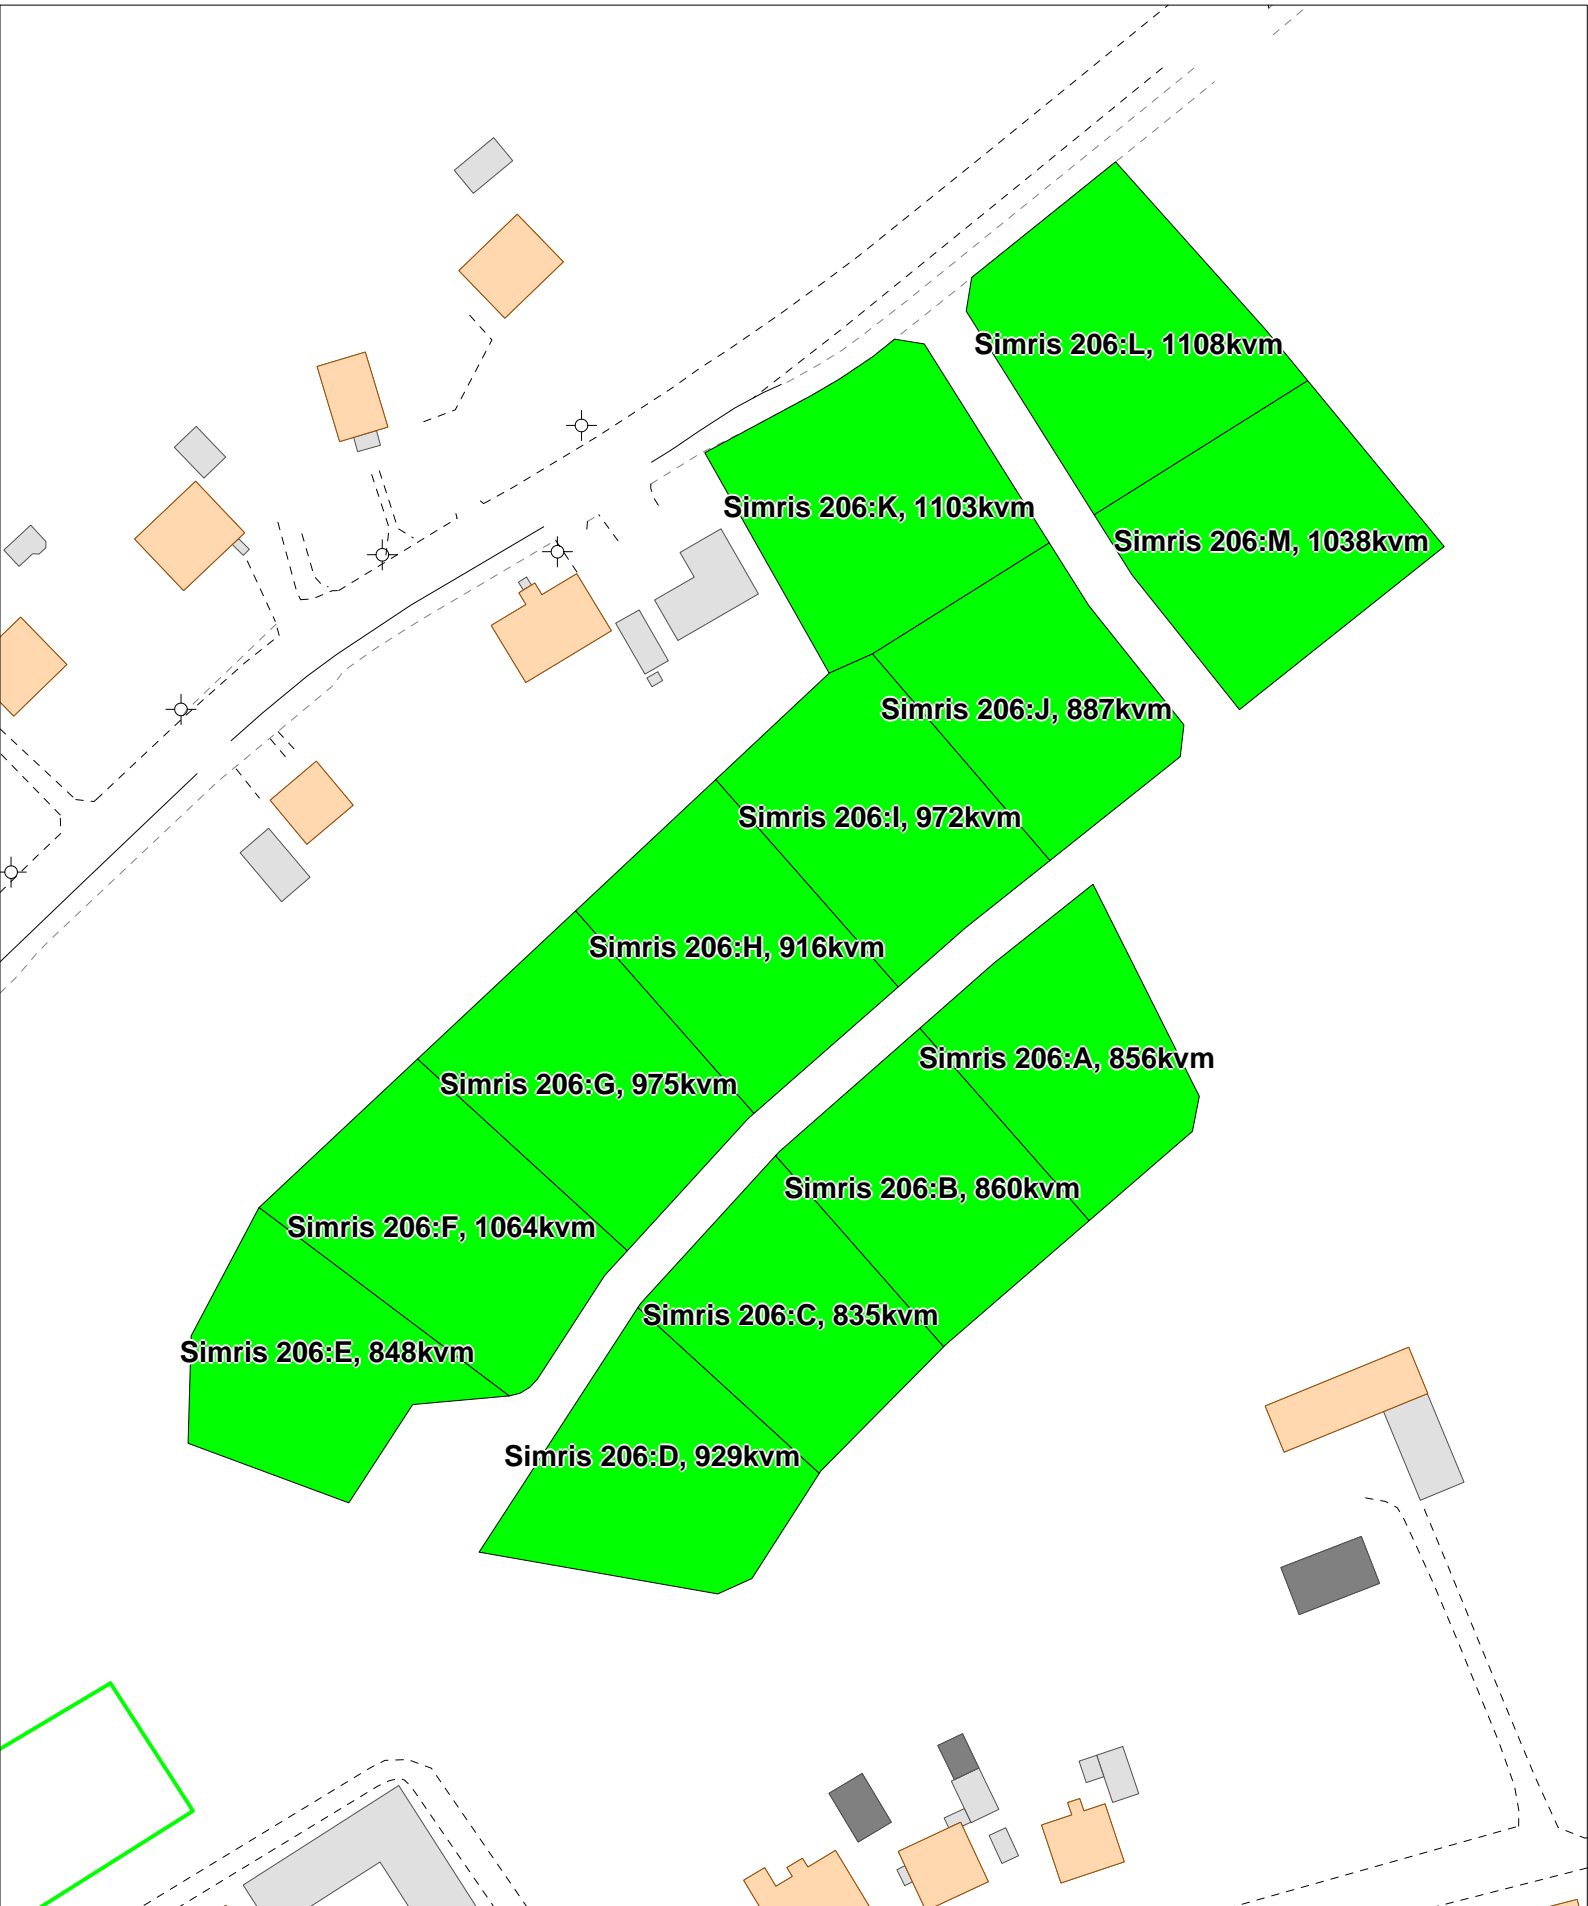 Simris 206:L, 1108kvm
Simris 206:K, 1103kvm
Simris 206:M, 1038kvm
Simris 206:J, 887kvm
Simris 206:I, 972kvm
Simris 206:H, 916kvm
Simris 206:A, 856kvm
Simris 206:G, 975kvm
Simris 206:B, 860kvm
Simris 206:F, 1064kvm
Simris 206:C, 835kvm
Simris 206:E, 848kvm
Simris 206:D, 929kvm